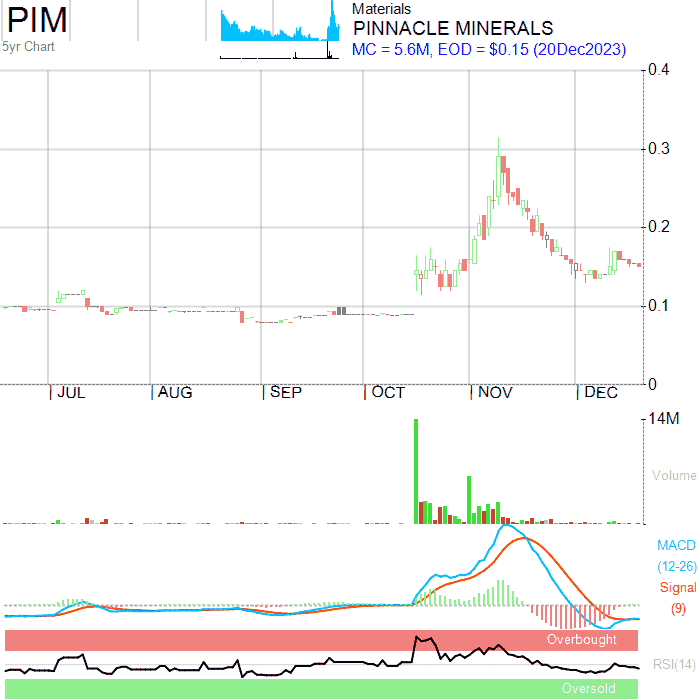 PIM
Materials
PINNACLE MINERALS
5yr Chart
MC = 5.6M, EOD = $0.15 (20Dec2023)
0.4
0.3
0.2
0.1
0
JUL AUG SEP OCT NOV DEC
14M
Volume
MACD
(12-26)
Signal
(9)
Overbought
RSI(14)
Oversold